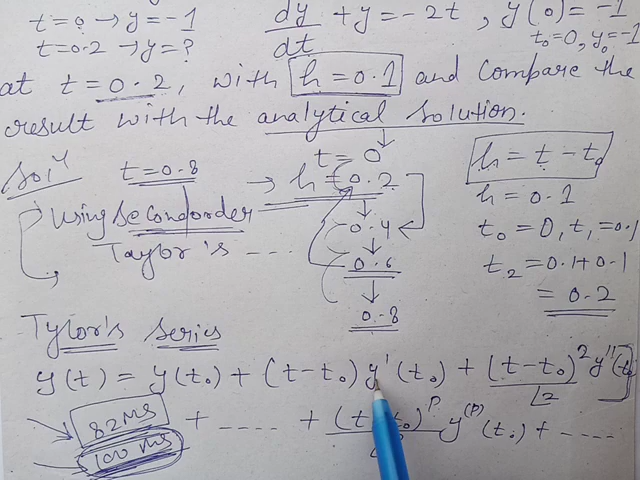 t=0 → y=-1
t=0.2 → y=?
dy/dt + y = -2t, y(0) = -1
t₀=0, y₀=-1
at t=0.2, with h=0.1 and compare the
result with the analytical solution.
Sol^n t=0.8
→ Using Secondorder
Taylor's ....
t=0
→ h=0.2
0.4
0.6
0.8
h = t - t₀
h = 0.1
t₀ = 0, t₁ = 0.1
t₂ = 0.1+0.1
= 0.2
Tylor's Series
y(t) = y(t₀) + (t-t₀) y'(t₀) + (t-t₀)²/⌊2 y''(t₀)
+ .... + (t-t₀)^p y^(p) (t₀) + ....
82 MS
100 MS